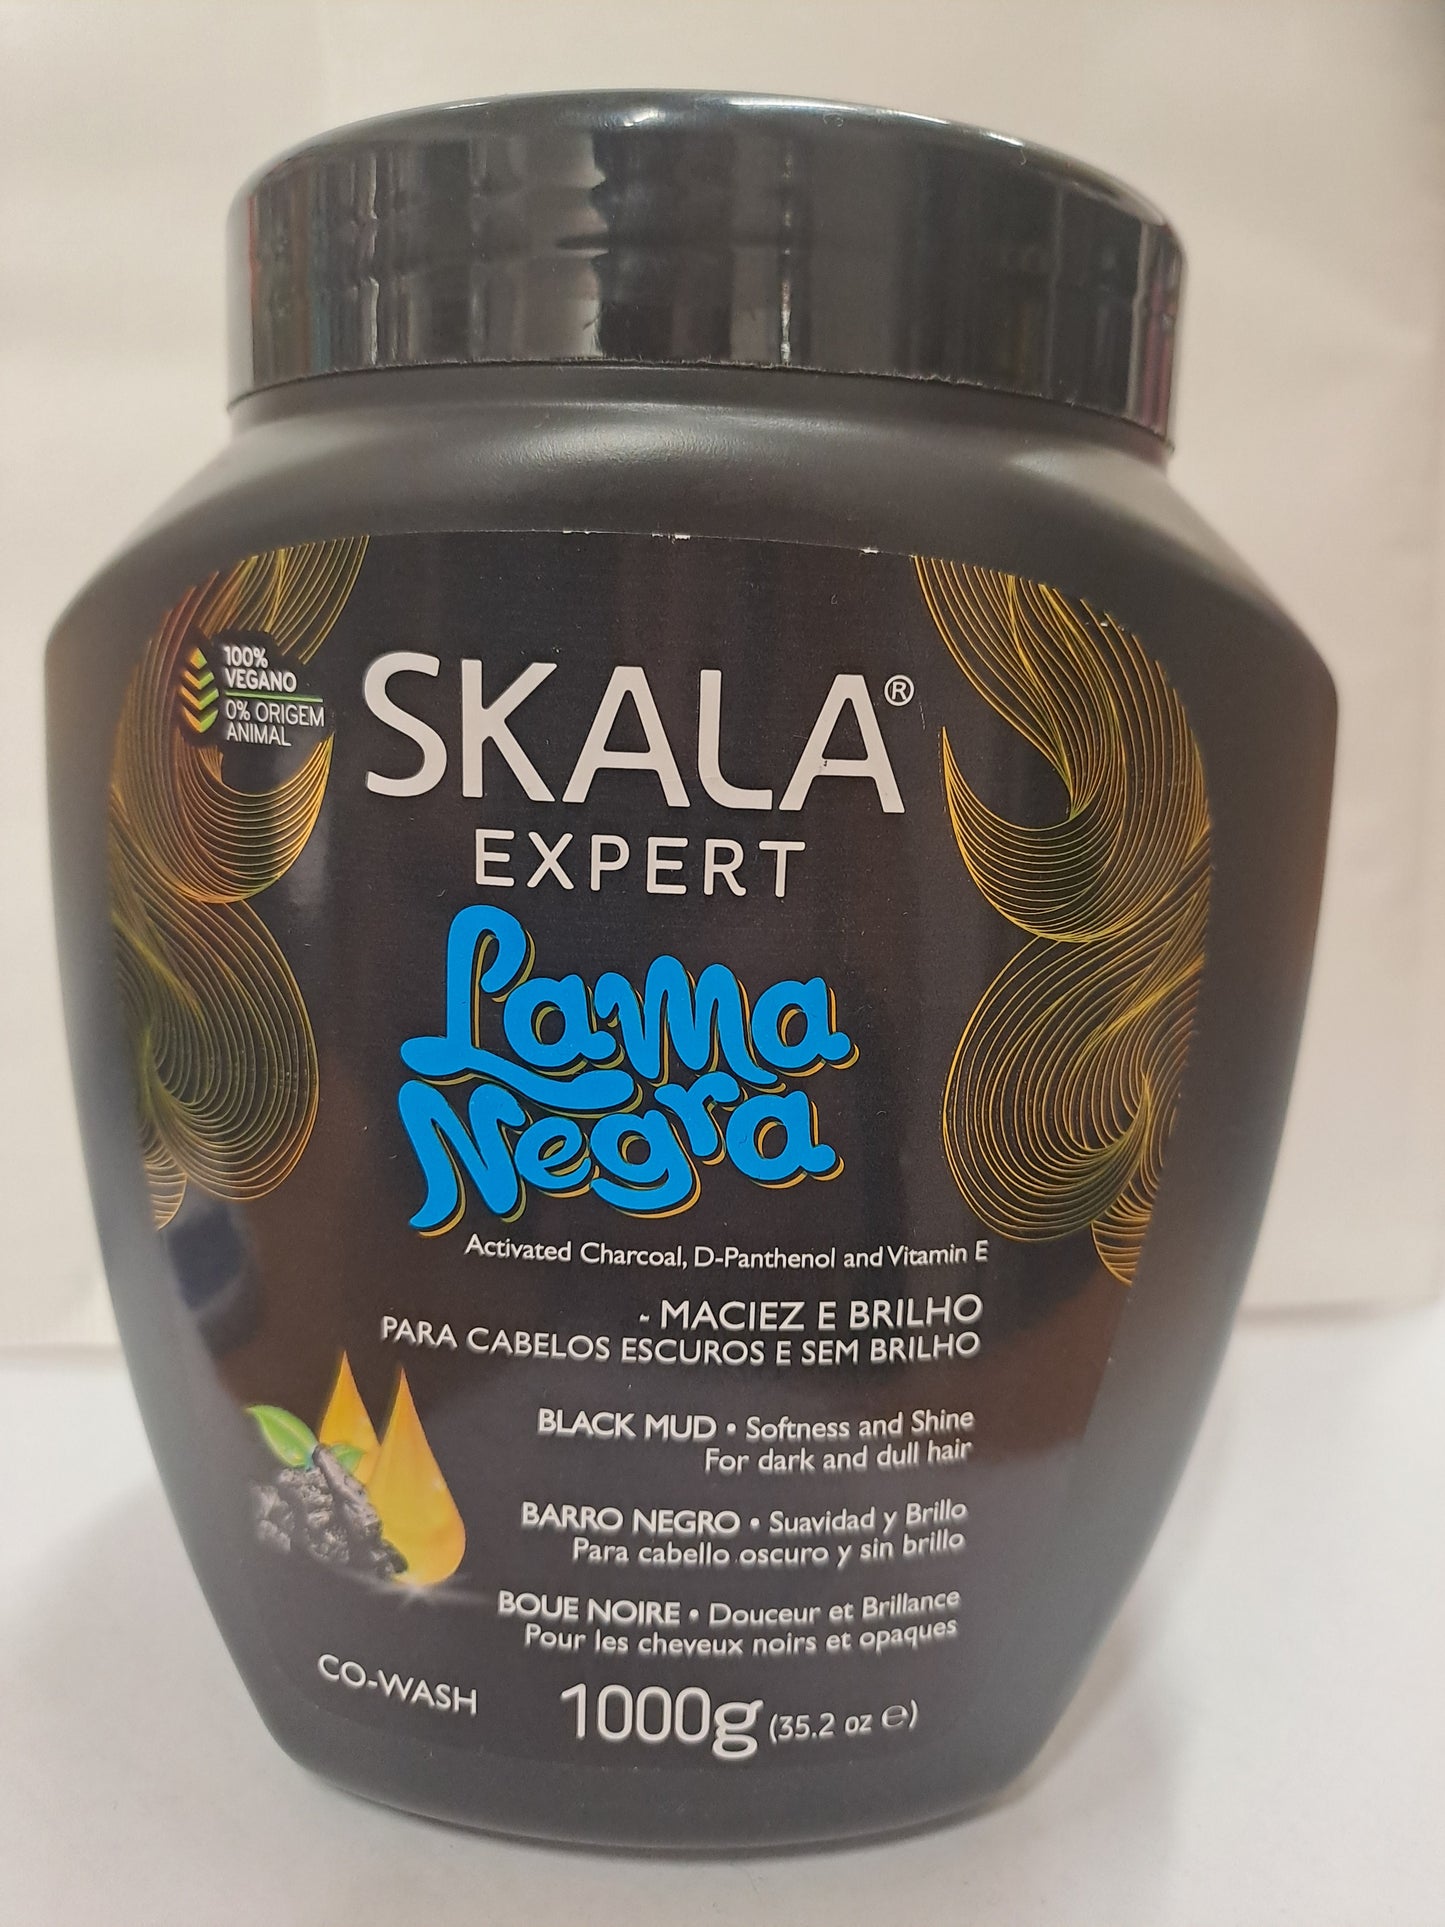 100%
VEGANO
0% ORIGEM
ANIMAL
SKALA®
EXPERT
Lama
Negra
Activated Charcoal, D-Panthenol and Vitamin E
- MACIEZ E BRILHO
PARA CABELOS ESCUROS E SEM BRILHO
BLACK MUD • Softness and Shine
For dark and dull hair
BARRO NEGRO • Suavidad y Brillo
Para cabello oscuro y sin brillo
BOUE NOIRE • Douceur et Brillance
Pour les cheveux noirs et opaques
CO-WASH
1000g (35.2 oz ℮)